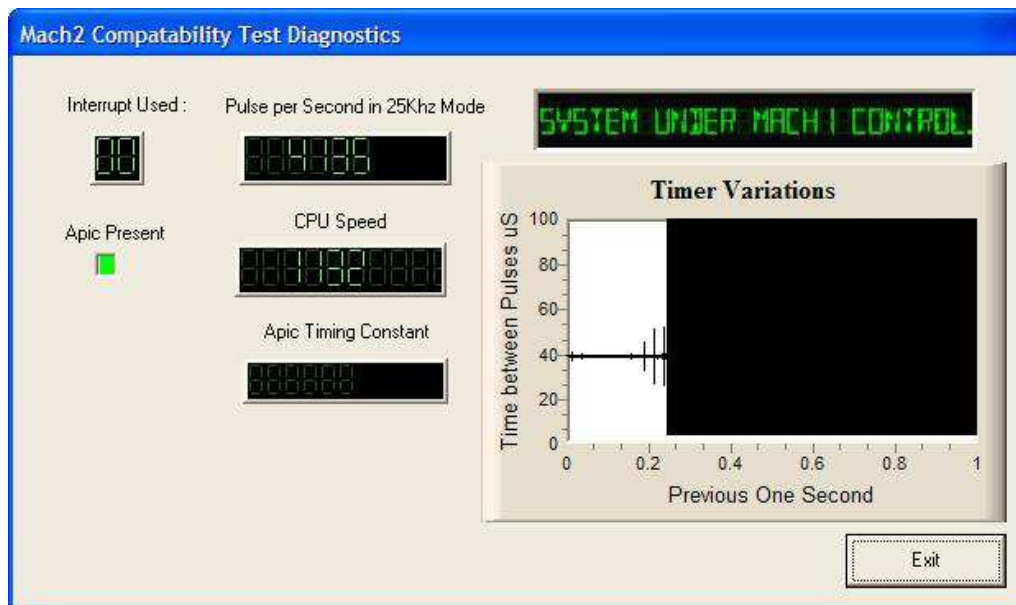 Mach2 Compatability Test Diagnostics
Interrupt Used :
Pulse per Second in 25Khz Mode
SYSTEM UNDER MACH1 CONTROL.
Apic Present
CPU Speed
Apic Timing Constant
Timer Variations
Time between Pulses uS
100
80
60
40
20
0
0 0.2 0.4 0.6 0.8 1
Previous One Second
Exit